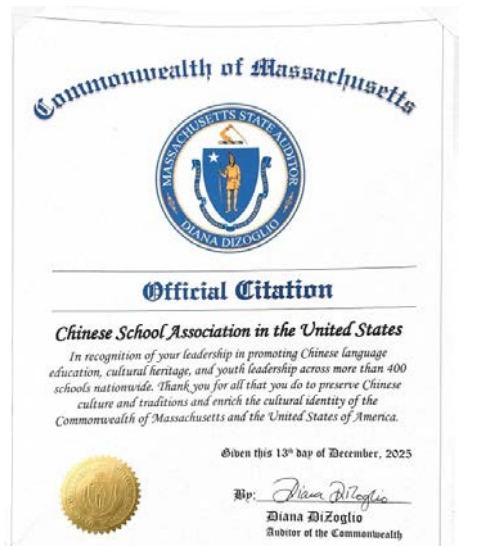 Commonwealth of Massachusetts
MASSACHUSETTS STATE AUDITOR
DIANA DIZOGLIO
Official Citation
Chinese School Association in the United States
In recognition of your leadership in promoting Chinese language
education, cultural heritage, and youth leadership across more than 400
schools nationwide. Thank you for all that you do to preserve Chinese
culture and traditions and enrich the cultural identity of the
Commonwealth of Massachusetts and the United States of America.
Given this 13th day of December, 2025
By: Diana DiZoglio
Diana DiZoglio
Auditor of the Commonwealth